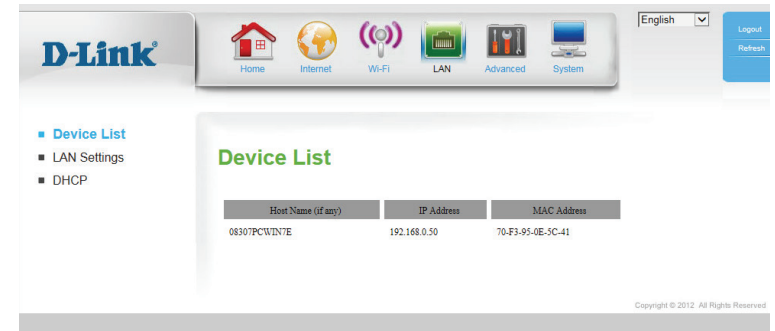 D-Link®
Home
Internet
Wi-Fi
LAN
Advanced
System
English
Logout
Refresh
Device List
LAN Settings
DHCP
Device List
Host Name (if any) IP Address MAC Address
08307PCWIN7E 192.168.0.50 70-F3-95-0E-5C-41
Copyright © 2012 All Rights Reserved